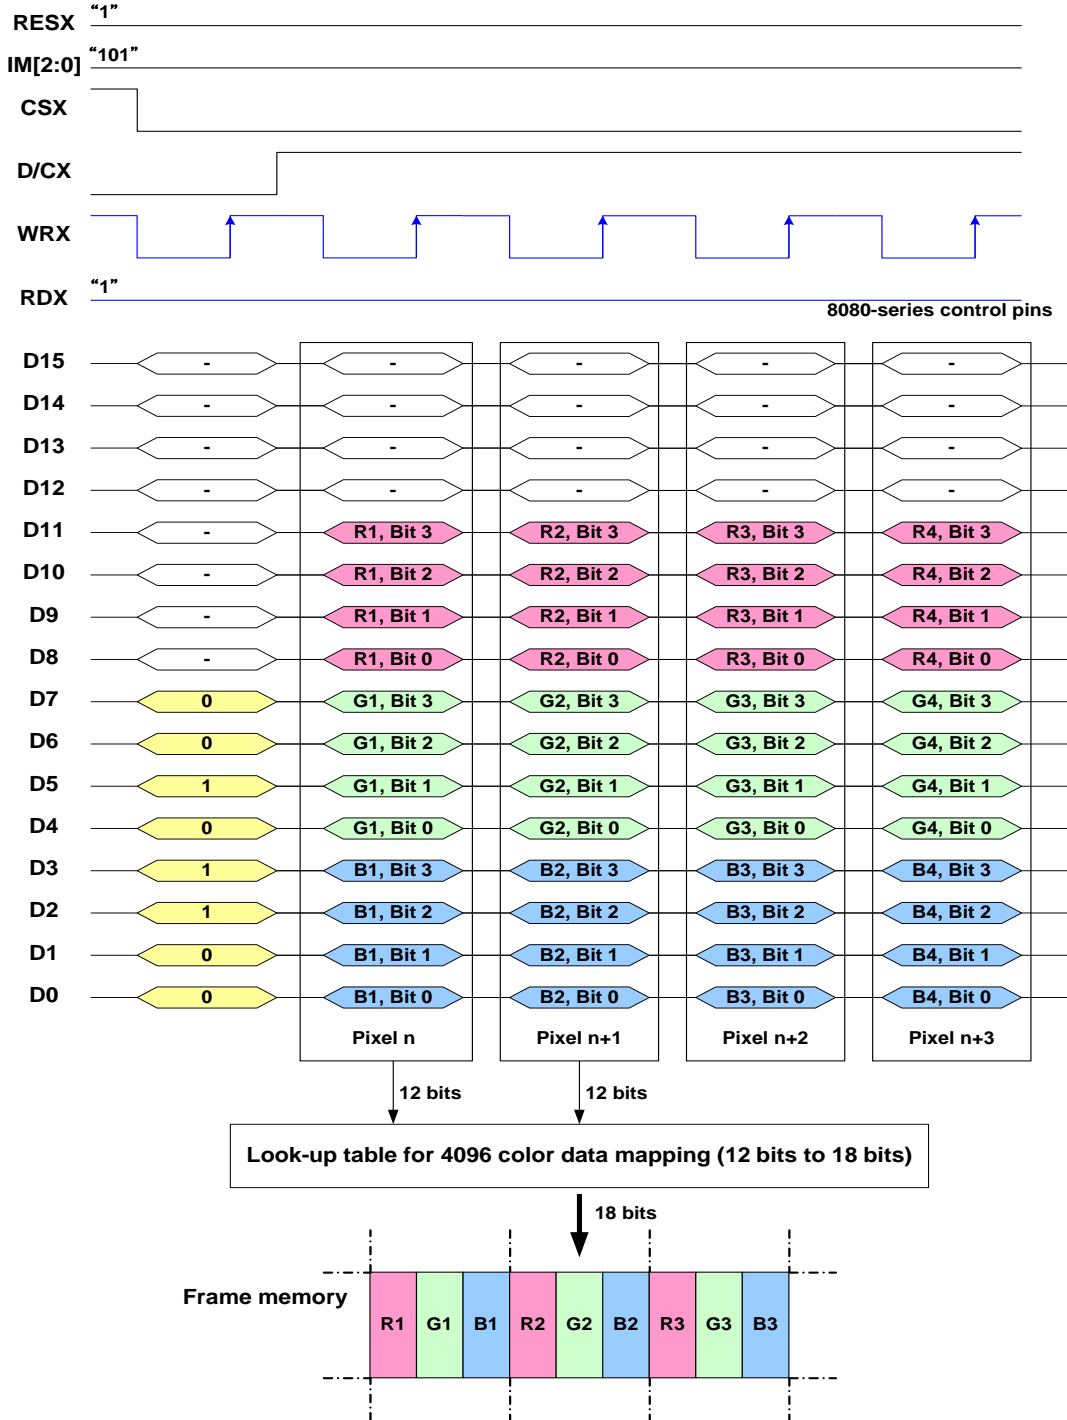 RESX “1”
IM[2:0] “101”
CSX
D/CX
WRX
RDX “1”
8080-series control pins
D15 - - - - -
D14 - - - - -
D13 - - - - -
D12 - - - - -
D11 - R1, Bit 3 R2, Bit 3 R3, Bit 3 R4, Bit 3
D10 - R1, Bit 2 R2, Bit 2 R3, Bit 2 R4, Bit 2
D9 - R1, Bit 1 R2, Bit 1 R3, Bit 1 R4, Bit 1
D8 - R1, Bit 0 R2, Bit 0 R3, Bit 0 R4, Bit 0
D7 0 G1, Bit 3 G2, Bit 3 G3, Bit 3 G4, Bit 3
D6 0 G1, Bit 2 G2, Bit 2 G3, Bit 2 G4, Bit 2
D5 1 G1, Bit 1 G2, Bit 1 G3, Bit 1 G4, Bit 1
D4 0 G1, Bit 0 G2, Bit 0 G3, Bit 0 G4, Bit 0
D3 1 B1, Bit 3 B2, Bit 3 B3, Bit 3 B4, Bit 3
D2 1 B1, Bit 2 B2, Bit 2 B3, Bit 2 B4, Bit 2
D1 0 B1, Bit 1 B2, Bit 1 B3, Bit 1 B4, Bit 1
D0 0 B1, Bit 0 B2, Bit 0 B3, Bit 0 B4, Bit 0
Pixel n Pixel n+1 Pixel n+2 Pixel n+3
12 bits 12 bits
Look-up table for 4096 color data mapping (12 bits to 18 bits)
18 bits
Frame memory
R1 G1 B1 R2 G2 B2 R3 G3 B3